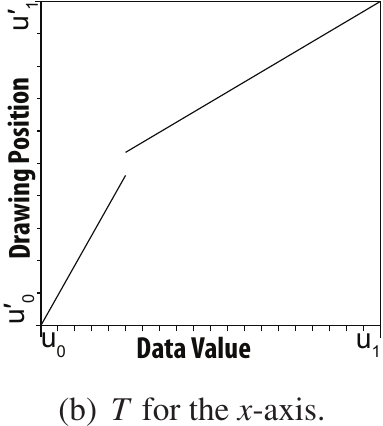 u′₁
Drawing Position
u′₀
u₀ Data Value u₁
(b) T for the x-axis.